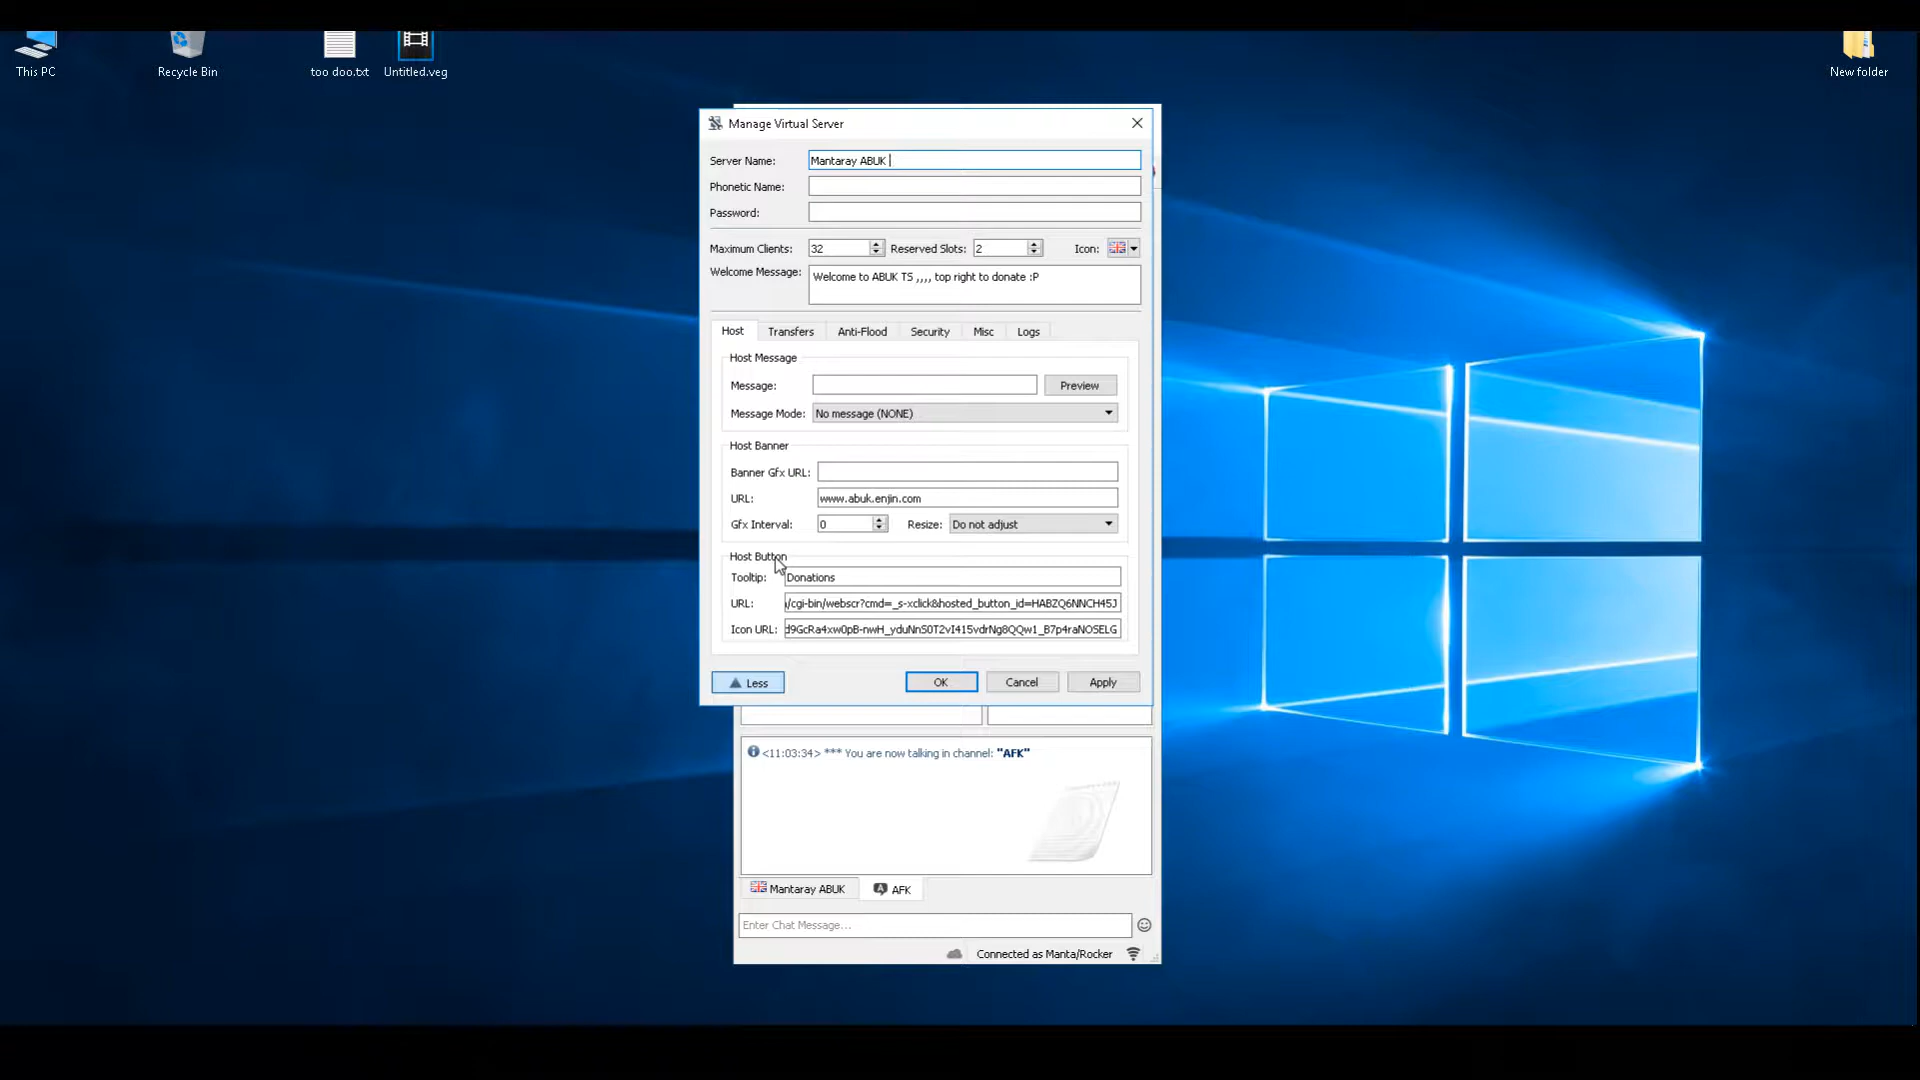 This PC
Recycle Bin
too doo.txt
Untitled.veg
New folder
Manage Virtual Server
Server Name: Mantaray ABUK
Phonetic Name:
Password:
Maximum Clients: 32 Reserved Slots: 2 Icon:
Welcome Message: Welcome to ABUK TS ,,,, top right to donate :P
Host Transfers Anti-Flood Security Misc Logs
Host Message
Message: Preview
Message Mode: No message (NONE)
Host Banner
Banner Gfx URL:
URL: www.abuk.enjin.com
Gfx Interval: 0 Resize: Do not adjust
Host Button
Tooltip: Donations
URL: /cgi-bin/webscr?cmd=_s-xclick&hosted_button_id=HABZQ6NNCH45J
Icon URL: d9GcRa4xw0pB-nwH_yduNnS0T2vI415vdrNg8QQw1_B7p4raNOSELG
Less OK Cancel Apply
<11:03:34> *** You are now talking in channel: "AFK"
Mantaray ABUK AFK
Enter Chat Message...
Connected as Manta/Rocker